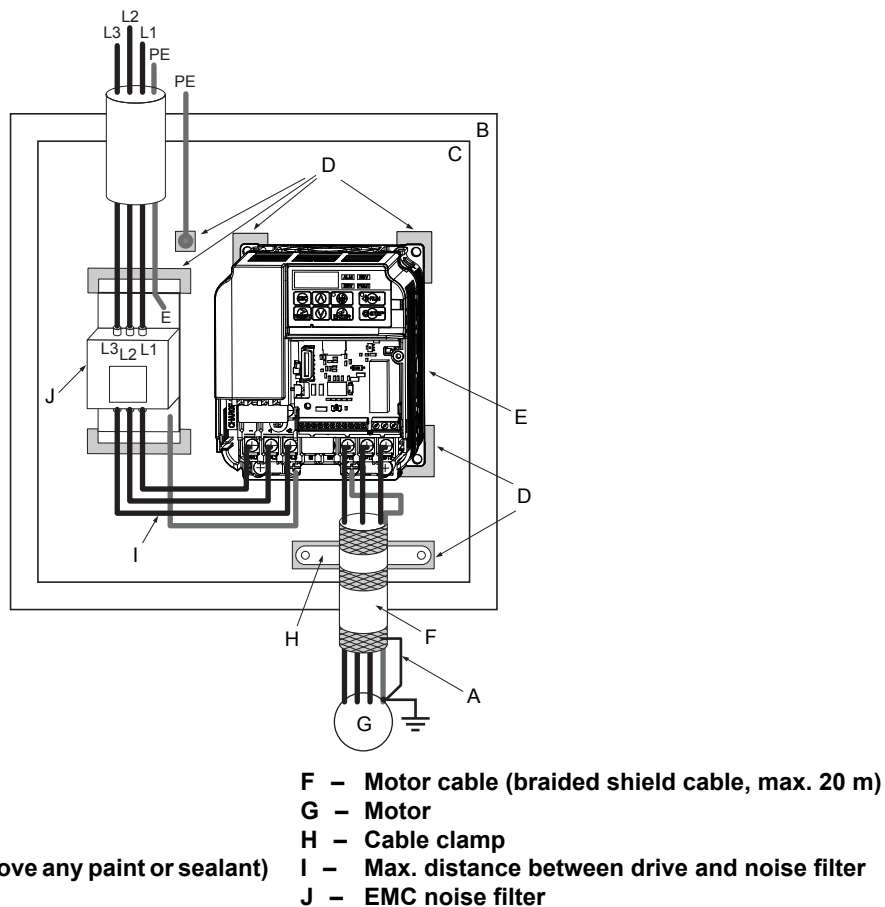 L2
L3 L1
PE
PE
B
C
D
E
L3 L2 L1
J
E
D
I
H
F
A
G
F – Motor cable (braided shield cable, max. 20 m)
G – Motor
H – Cable clamp
ove any paint or sealant) I – Max. distance between drive and noise filter
J – EMC noise filter